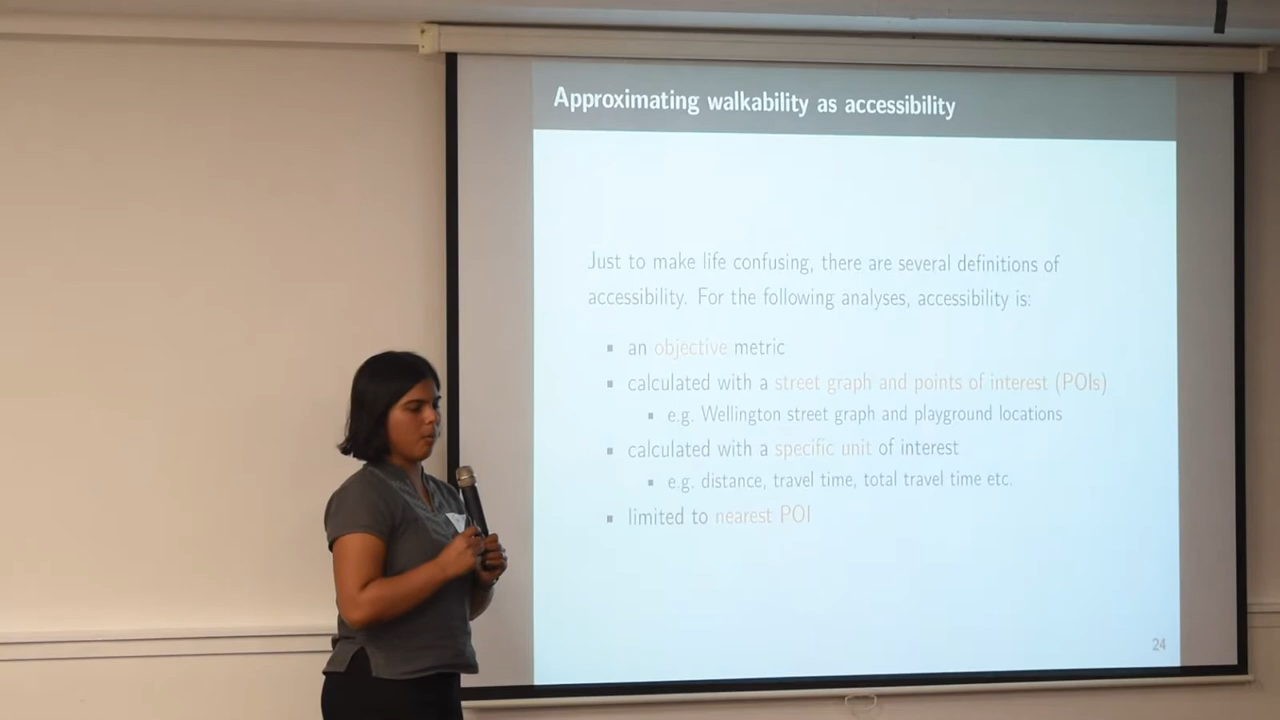 Approximating walkability as accessibility
Just to make life confusing, there are several definitions of
accessibility. For the following analyses, accessibility is:
▪ an objective metric
▪ calculated with a street graph and points of interest (POIs)
▪ e.g. Wellington street graph and playground locations
▪ calculated with a specific unit of interest
▪ e.g. distance, travel time, total travel time etc.
▪ limited to nearest POI
24